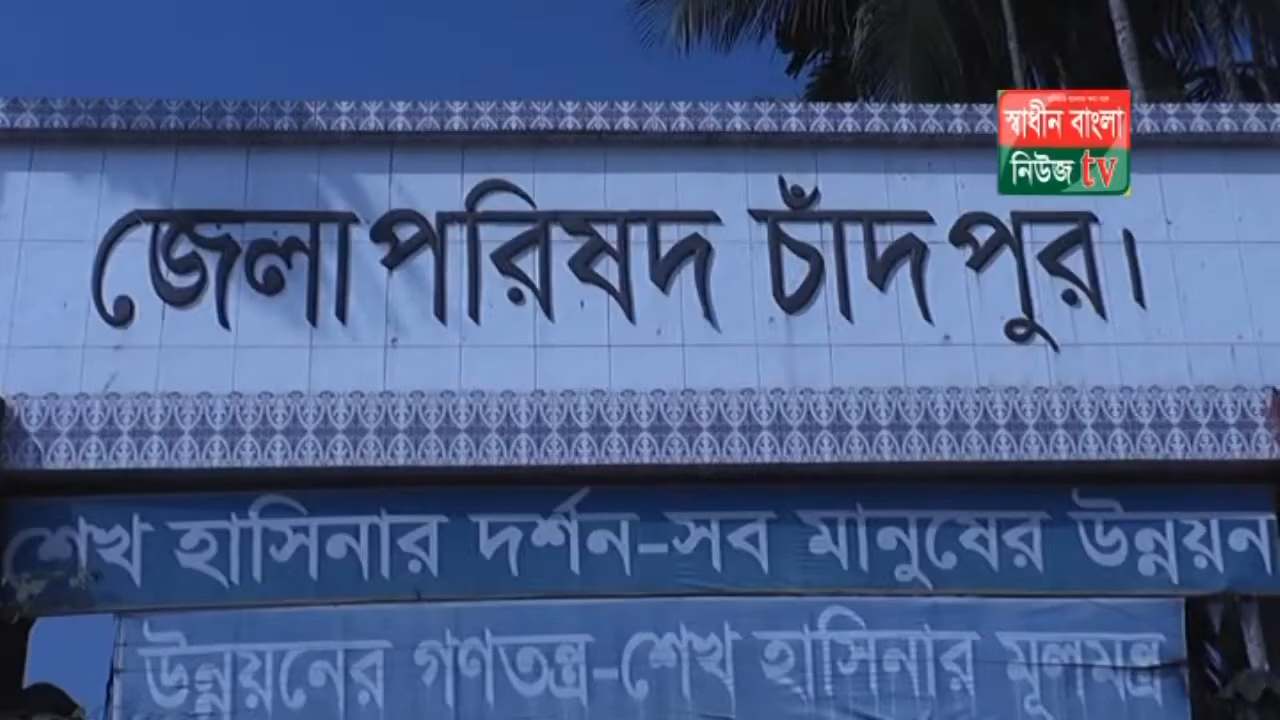 স্বাধীন বাংলা
নিউজ tv
জেলা পরিষদ চাঁদপুর।
শেখ হাসিনার দর্শন-সব মানুষের উন্নয়ন
উন্নয়নের গণতন্ত্র-শেখ হাসিনার মূলমন্ত্র